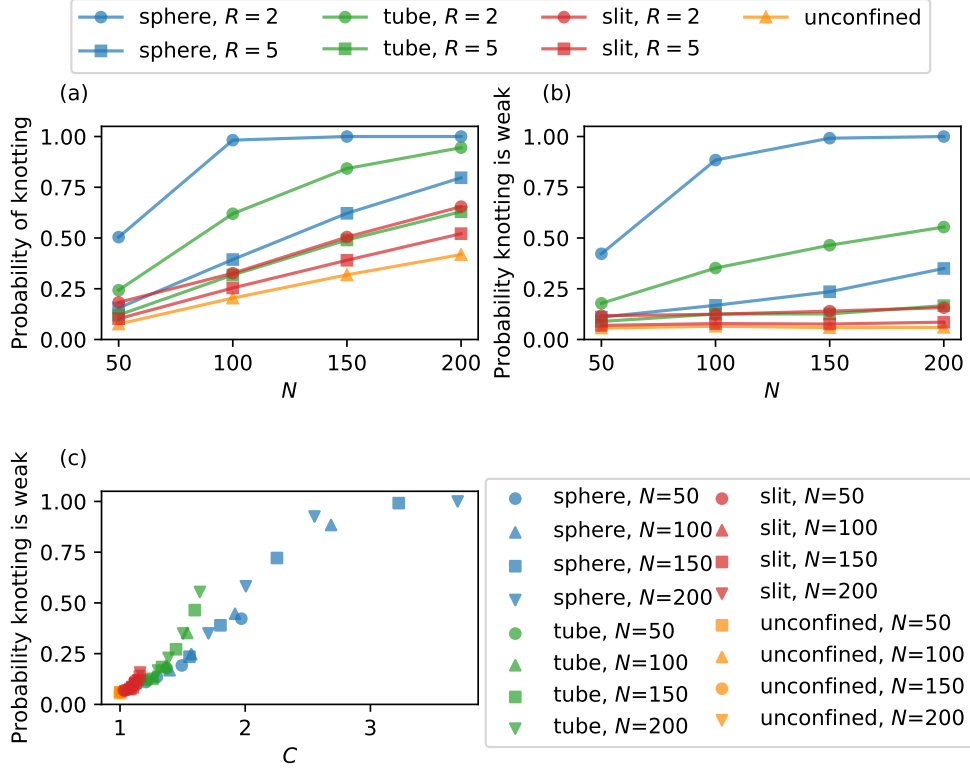 sphere, R = 2
tube, R = 2
slit, R = 2
unconfined
sphere, R = 5
tube, R = 5
slit, R = 5
(a)
Probability of knotting
1.00
0.75
0.50
0.25
0.00
50
100
150
200
N
(b)
Probability knotting is weak
1.00
0.75
0.50
0.25
0.00
50
100
150
200
N
(c)
Probability knotting is weak
1.00
0.75
0.50
0.25
0.00
1
2
3
C
sphere, N=50
sphere, N=100
sphere, N=150
sphere, N=200
tube, N=50
tube, N=100
tube, N=150
tube, N=200
slit, N=50
slit, N=100
slit, N=150
slit, N=200
unconfined, N=50
unconfined, N=100
unconfined, N=150
unconfined, N=200